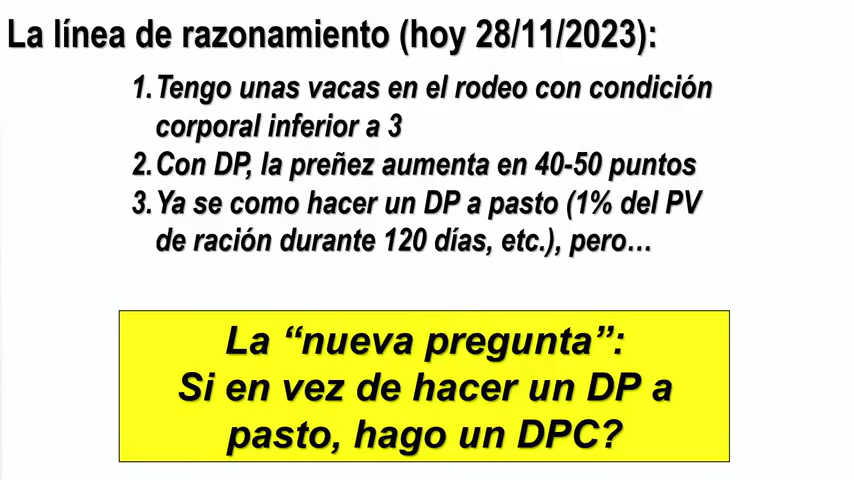 La línea de razonamiento (hoy 28/11/2023):
1. Tengo unas vacas en el rodeo con condición
corporal inferior a 3
2. Con DP, la preñez aumenta en 40-50 puntos
3. Ya se como hacer un DP a pasto (1% del PV
de ración durante 120 días, etc.), pero…
La “nueva pregunta”:
Si en vez de hacer un DP a
pasto, hago un DPC?